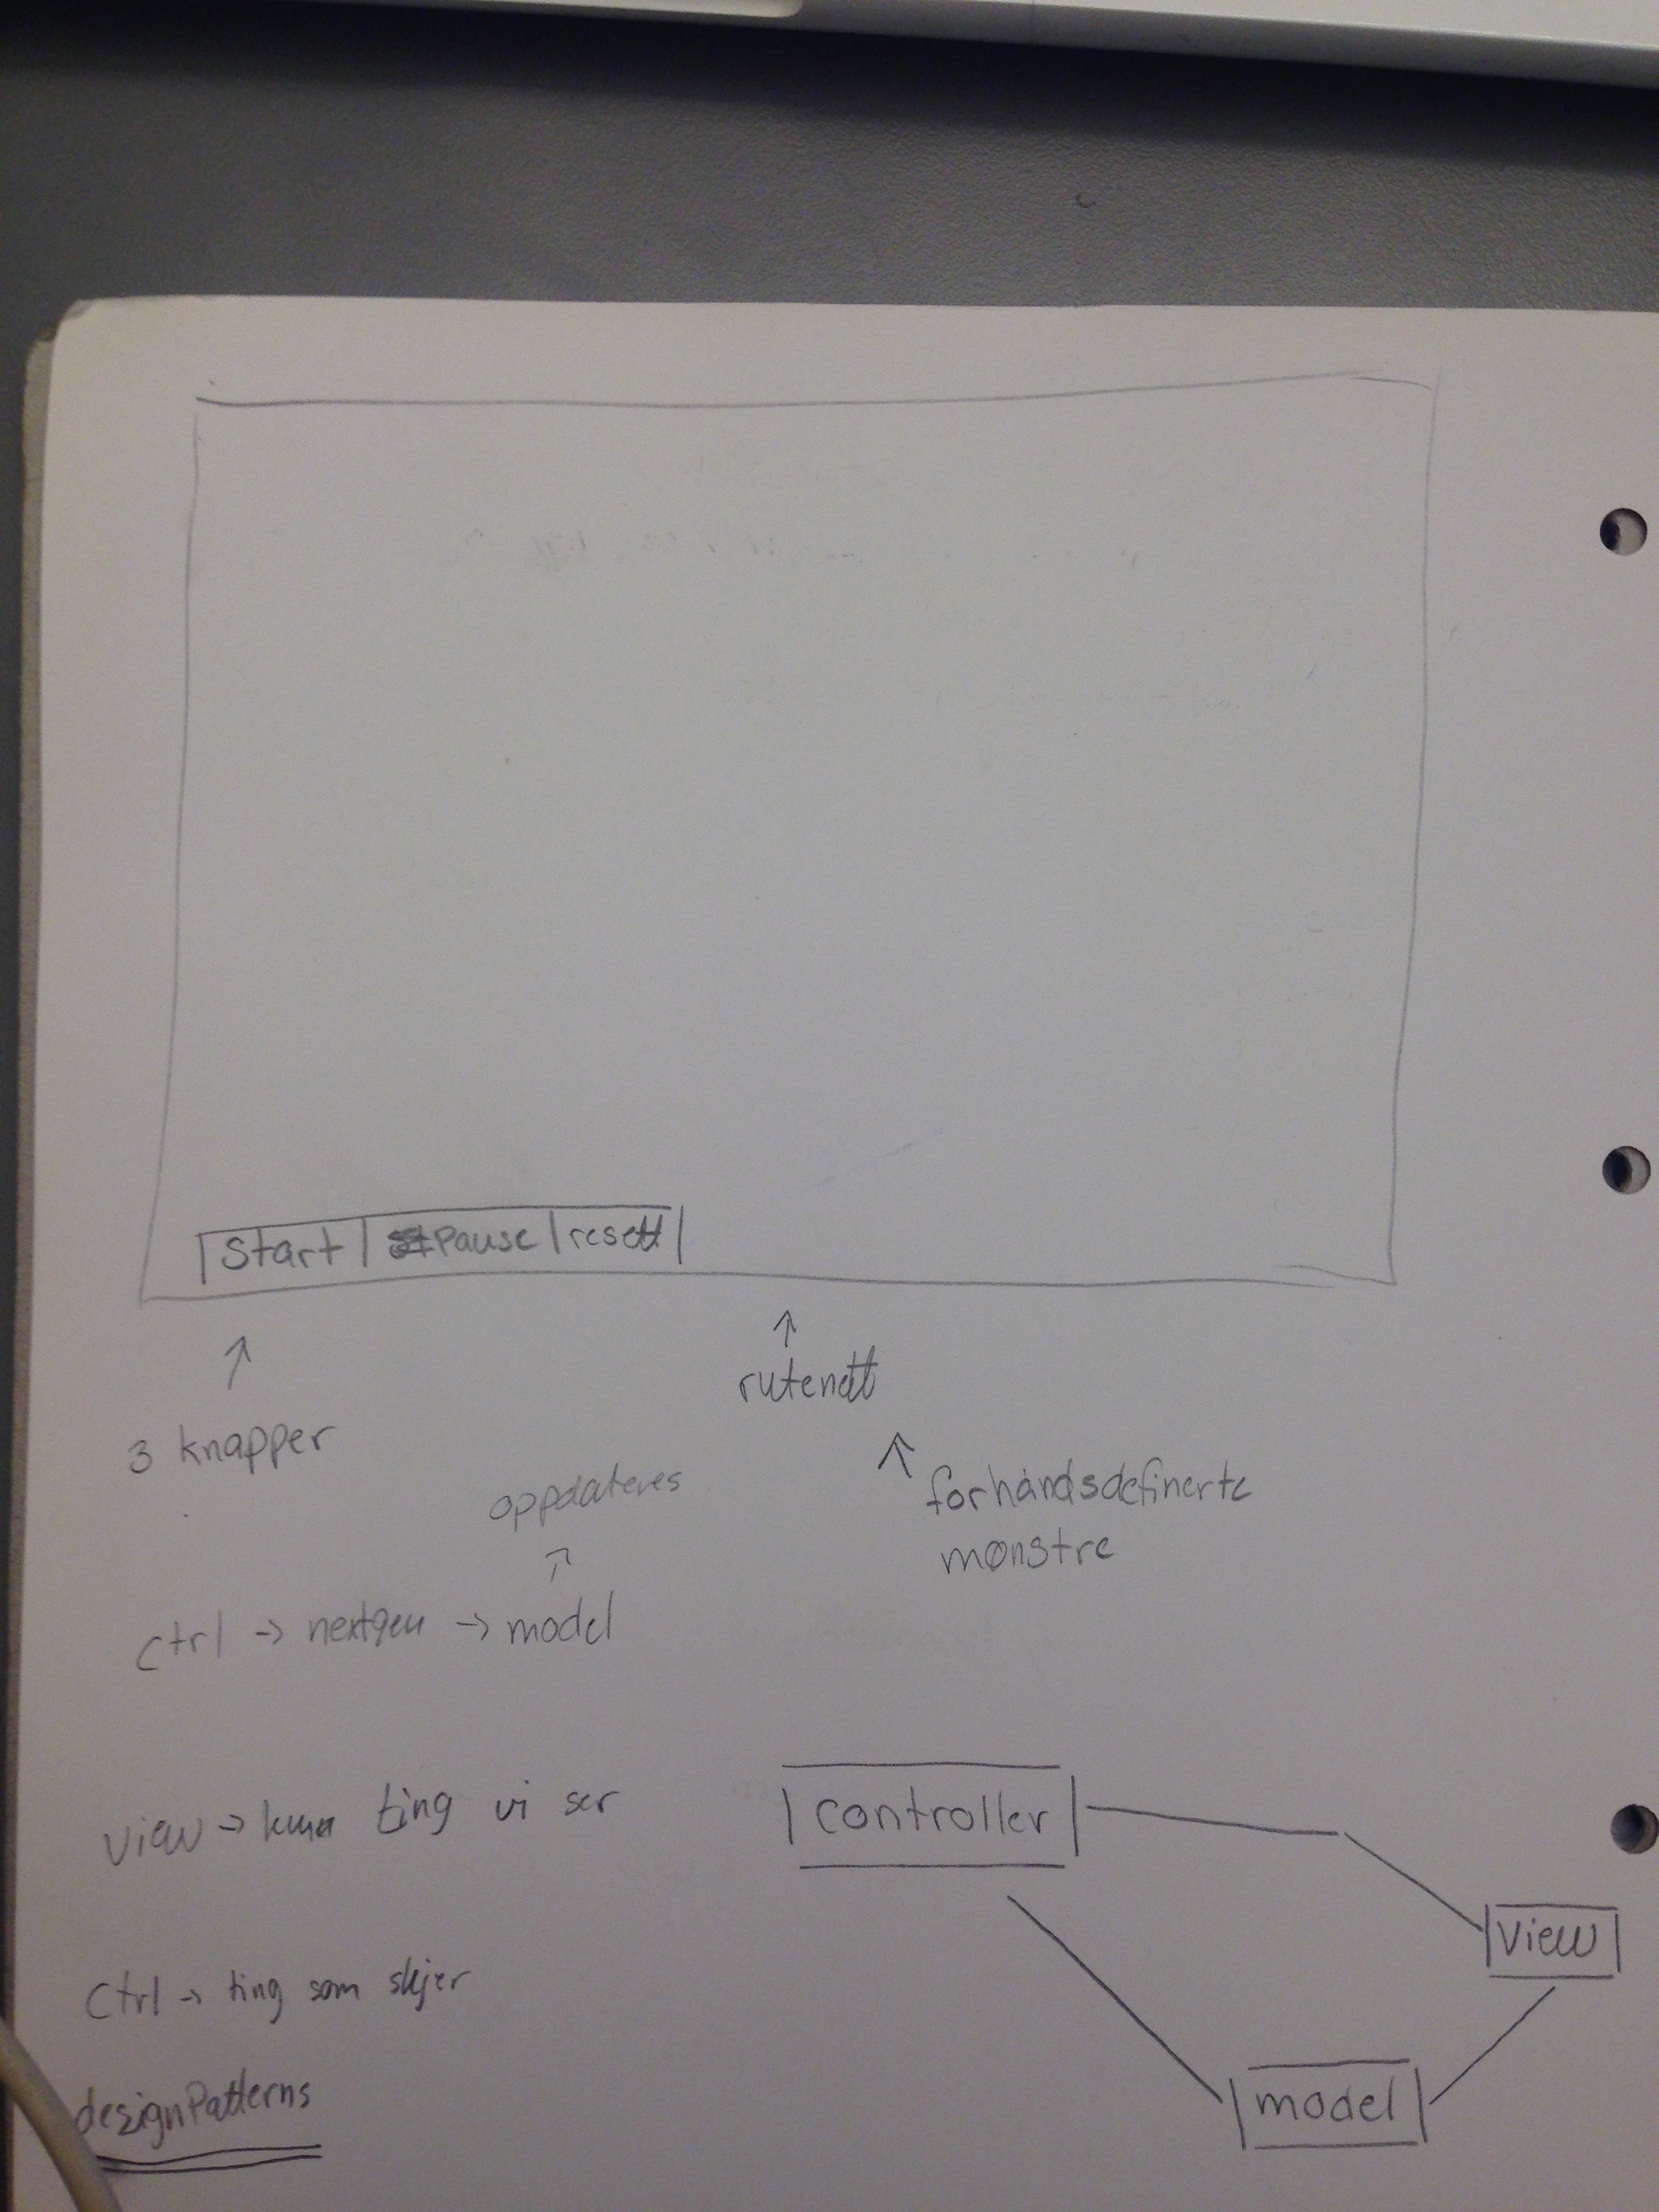 Start pause resett
rutenett
3 knapper
forhåndsdefinerte
mønstre
oppdateres
ctrl -> nextgen -> model
view -> kun ting vi ser
controller
view
ctrl -> ting som skjer
model
designPatterns